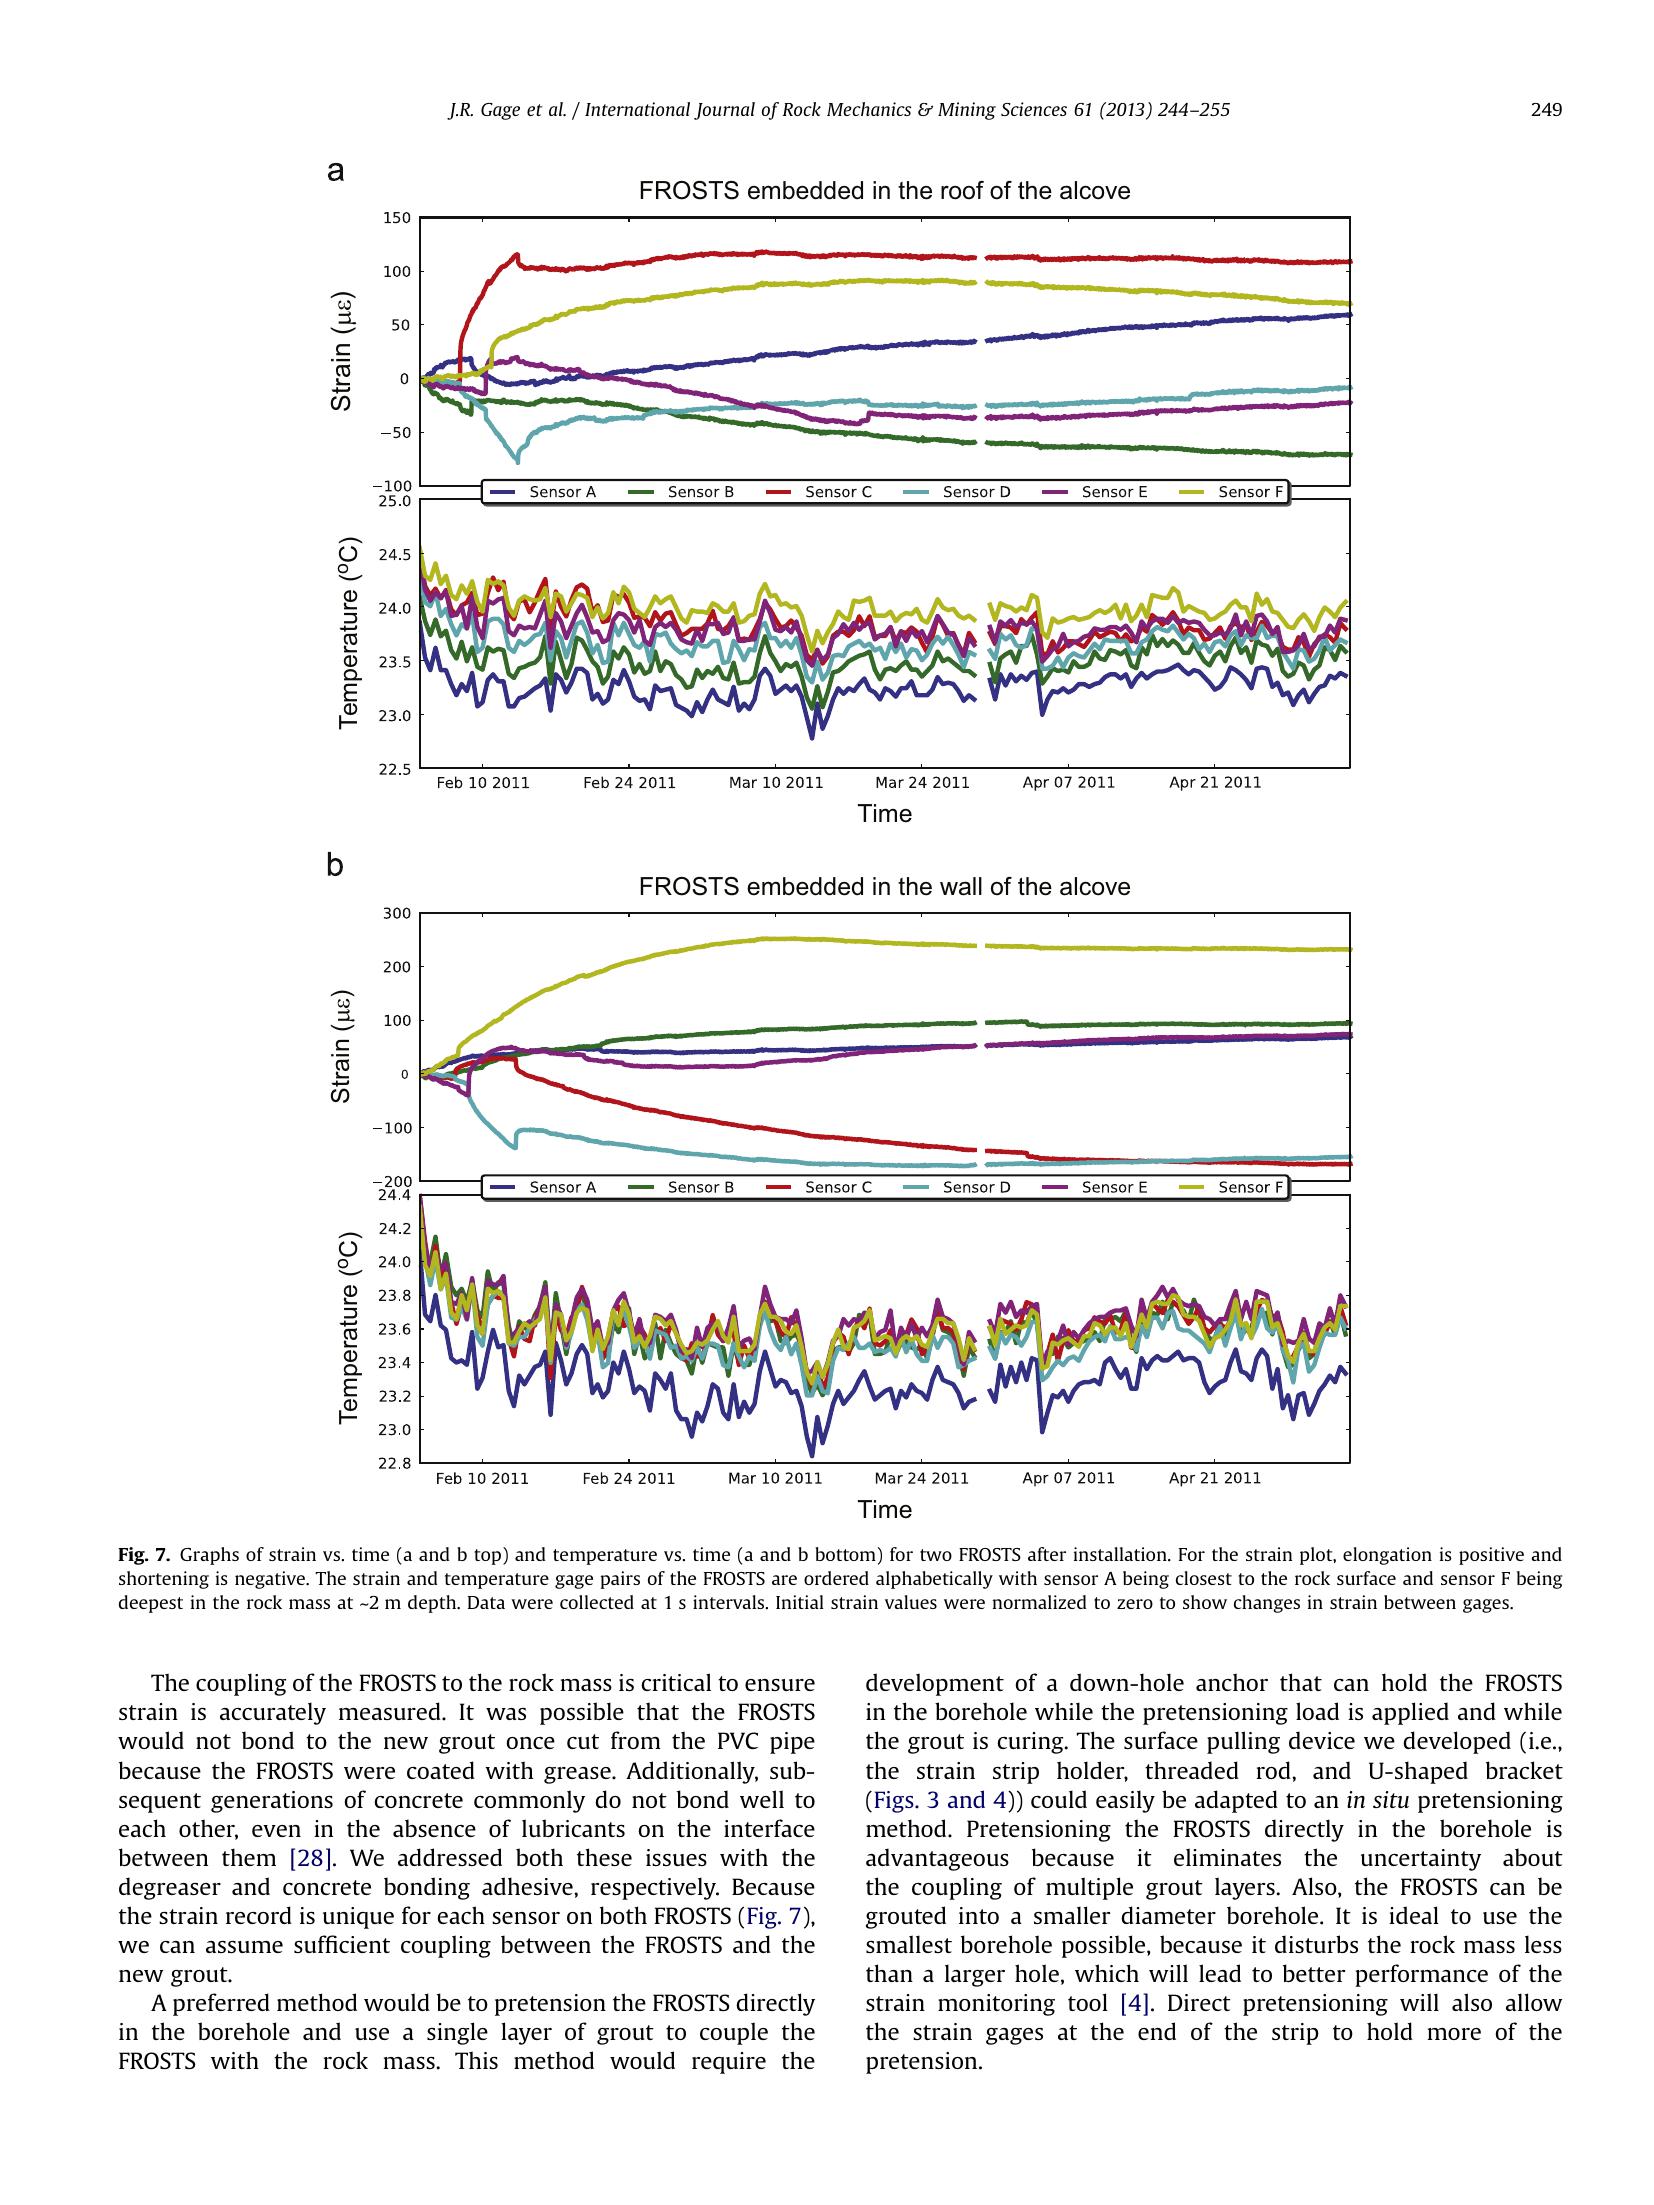 J.R. Gage et al. / International Journal of Rock Mechanics & Mining Sciences 61 (2013) 244–255
249
a
FROSTS embedded in the roof of the alcove
150
100
50
0
−50
−100
Strain (µε)
Sensor A Sensor B Sensor C Sensor D Sensor E Sensor F
25.0
24.5
24.0
23.5
23.0
22.5
Temperature (°C)
Feb 10 2011 Feb 24 2011 Mar 10 2011 Mar 24 2011 Apr 07 2011 Apr 21 2011
Time
b
FROSTS embedded in the wall of the alcove
300
200
100
0
−100
−200
Strain (µε)
Sensor A Sensor B Sensor C Sensor D Sensor E Sensor F
24.4
24.2
24.0
23.8
23.6
23.4
23.2
23.0
22.8
Temperature (°C)
Feb 10 2011 Feb 24 2011 Mar 10 2011 Mar 24 2011 Apr 07 2011 Apr 21 2011
Time
Fig. 7. Graphs of strain vs. time (a and b top) and temperature vs. time (a and b bottom) for two FROSTS after installation. For the strain plot, elongation is positive and
shortening is negative. The strain and temperature gage pairs of the FROSTS are ordered alphabetically with sensor A being closest to the rock surface and sensor F being
deepest in the rock mass at ~2 m depth. Data were collected at 1 s intervals. Initial strain values were normalized to zero to show changes in strain between gages.
The coupling of the FROSTS to the rock mass is critical to ensure
strain is accurately measured. It was possible that the FROSTS
would not bond to the new grout once cut from the PVC pipe
because the FROSTS were coated with grease. Additionally, sub-
sequent generations of concrete commonly do not bond well to
each other, even in the absence of lubricants on the interface
between them [28]. We addressed both these issues with the
degreaser and concrete bonding adhesive, respectively. Because
the strain record is unique for each sensor on both FROSTS (Fig. 7),
we can assume sufficient coupling between the FROSTS and the
new grout.
A preferred method would be to pretension the FROSTS directly
in the borehole and use a single layer of grout to couple the
FROSTS with the rock mass. This method would require the
development of a down-hole anchor that can hold the FROSTS
in the borehole while the pretensioning load is applied and while
the grout is curing. The surface pulling device we developed (i.e.,
the strain strip holder, threaded rod, and U-shaped bracket
(Figs. 3 and 4)) could easily be adapted to an in situ pretensioning
method. Pretensioning the FROSTS directly in the borehole is
advantageous because it eliminates the uncertainty about
the coupling of multiple grout layers. Also, the FROSTS can be
grouted into a smaller diameter borehole. It is ideal to use the
smallest borehole possible, because it disturbs the rock mass less
than a larger hole, which will lead to better performance of the
strain monitoring tool [4]. Direct pretensioning will also allow
the strain gages at the end of the strip to hold more of the
pretension.